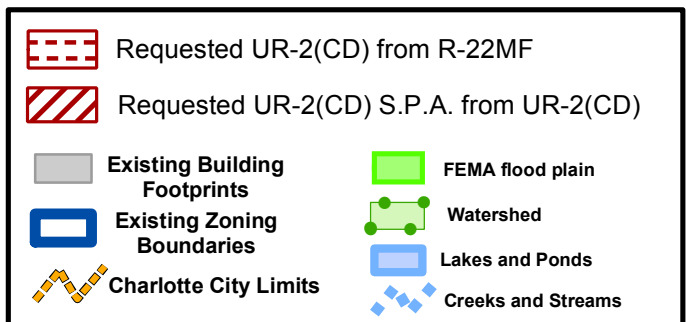 Requested UR-2(CD) from R-22MF
Requested UR-2(CD) S.P.A. from UR-2(CD)
Existing Building
Footprints
Existing Zoning
Boundaries
Charlotte City Limits
FEMA flood plain
Watershed
Lakes and Ponds
Creeks and Streams